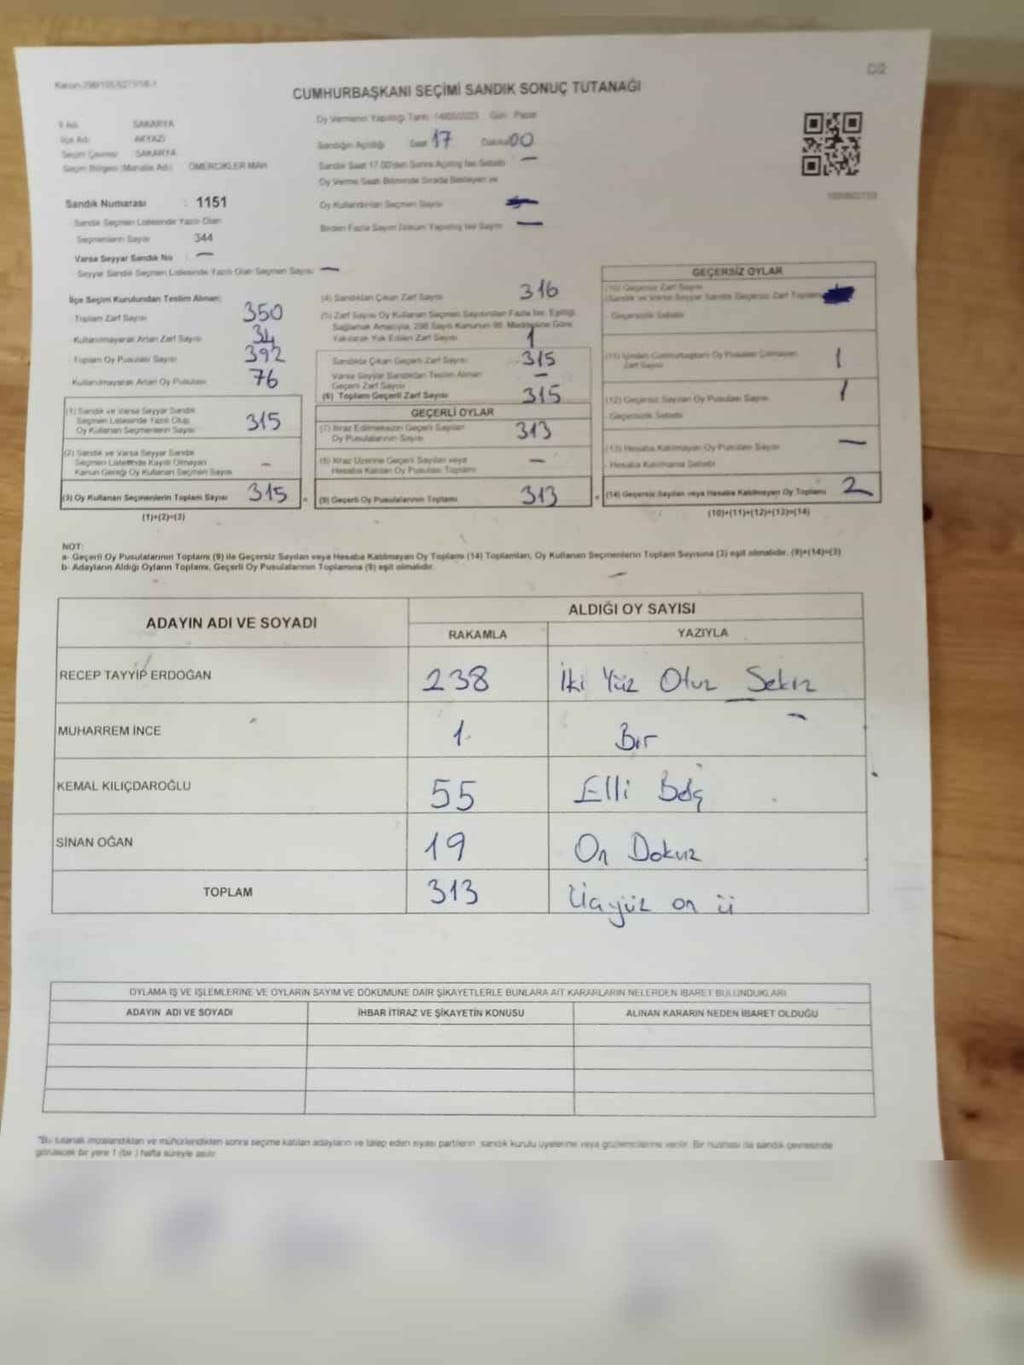 D/2
CUMHURBAŞKANI SEÇİMİ SANDIK SONUÇ TUTANAĞI
İli Adı SAKARYA
İlçe Adı AKYAZI
Seçim Çevresi SAKARYA
Seçim Bölgesi (Mahalle Adı) ÖMERCİKLER MAH
Oy Vermenin Yapıldığı Tarih: 14/05/2023 Gün: Pazar
Sandığın Açıldığı Saat 17 Dakika 00
Sandık Saat 17.00'den Sonra Açılmış İse Sebebi —
Oy Verme Saati Bitiminde Sırada Bekleyen ve
Oy Kullandırılan Seçmen Sayısı —
Birden Fazla Sayım Döküm Yapılmış İse Sayısı —
Sandık Numarası : 1151
Sandık Seçmen Listesinde Yazılı Olan
Seçmenlerin Sayısı 344
Varsa Seyyar Sandık No —
Seyyar Sandık Seçmen Listesinde Yazılı Olan Seçmen Sayısı —
İlçe Seçim Kurulundan Teslim Alınan:
Toplam Zarf Sayısı 350
Kullanılmayarak Artan Zarf Sayısı 34
Toplam Oy Pusulası Sayısı 392
Kullanılmayarak Artan Oy Pusulası 76
(1) Sandık ve Varsa Seyyar Sandık
Seçmen Listesinde Yazılı Olup
Oy Kullanan Seçmenlerin Sayısı 315
(2) Sandık ve Varsa Seyyar Sandık
Seçmen Listesinde Kayıtlı Olmayan
Kanun Gereği Oy Kullanan Seçmen Sayısı —
(3) Oy Kullanan Seçmenlerin Toplam Sayısı 315
(1)+(2)=(3)
(4) Sandıktan Çıkan Zarf Sayısı 316
(5) Zarf Sayısı Oy Kullanan Seçmen Sayısından Fazla İse, Eşitliği
Sağlamak Amacıyla, 298 Sayılı Kanunun 98. Maddesine Göre
Yakılarak Yok Edilen Zarf Sayısı 1
Sandıkta Çıkan Geçerli Zarf Sayısı 315
Varsa Seyyar Sandıktan Teslim Alınan
Geçerli Zarf Sayısı —
(6) Toplam Geçerli Zarf Sayısı 315
GEÇERLİ OYLAR
(7) İtiraz Edilmeksizin Geçerli Sayılan
Oy Pusulalarının Sayısı 313
(8) İtiraz Üzerine Geçerli Sayılan veya
Hesaba Katılan Oy Pusulası Toplamı —
(9) Geçerli Oy Pusulalarının Toplamı 313
GEÇERSİZ OYLAR
(10) Geçersiz Zarf Sayısı
(Sandık ve Varsa Seyyar Sandık Geçersiz Zarf Toplamı)
Geçersizlik Sebebi
(11) İçinden Cumhurbaşkanı Oy Pusulası Çıkmayan
Zarf Sayısı 1
(12) Geçersiz Sayılan Oy Pusulası Sayısı 1
Geçersizlik Sebebi
(13) Hesaba Katılmayan Oy Pusulası Sayısı —
Hesaba Katılmama Sebebi
(14) Geçersiz Sayılan veya Hesaba Katılmayan Oy Toplamı 2
(10)+(11)+(12)+(13)=(14)
NOT:
a- Geçerli Oy Pusulalarının Toplamı (9) ile Geçersiz Sayılan veya Hesaba Katılmayan Oy Toplamı (14) Toplamları, Oy Kullanan Seçmenlerin Toplam Sayısına (3) eşit olmalıdır. (9)+(14)=(3)
b- Adayların Aldığı Oyların Toplamı, Geçerli Oy Pusulalarının Toplamına (9) eşit olmalıdır.
ADAYIN ADI VE SOYADI ALDIĞI OY SAYISI
RAKAMLA YAZIYLA
RECEP TAYYİP ERDOĞAN 238 İki Yüz Otuz Sekiz
MUHARREM İNCE 1 Bir
KEMAL KILIÇDAROĞLU 55 Elli Beş
SİNAN OĞAN 19 On Dokuz
TOPLAM 313 Üçyüz on ü
OYLAMA İŞ VE İŞLEMLERİNE VE OYLARIN SAYIM VE DÖKÜMÜNE DAİR ŞİKAYETLERLE BUNLARA AİT KARARLARIN NELERDEN İBARET BULUNDUKLARI
ADAYIN ADI VE SOYADI İHBAR İTİRAZ VE ŞİKAYETİN KONUSU ALINAN KARARIN NEDEN İBARET OLDUĞU
*Bu tutanak imzalandıktan ve mühürlendikten sonra seçime katılan adayların ve talep eden siyasi partilerin sandık kurulu üyelerine veya gözlemcilerine verilir. Bir nüshası da sandık çevresinde
görülecek bir yere 1 (bir) hafta süreyle asılır.